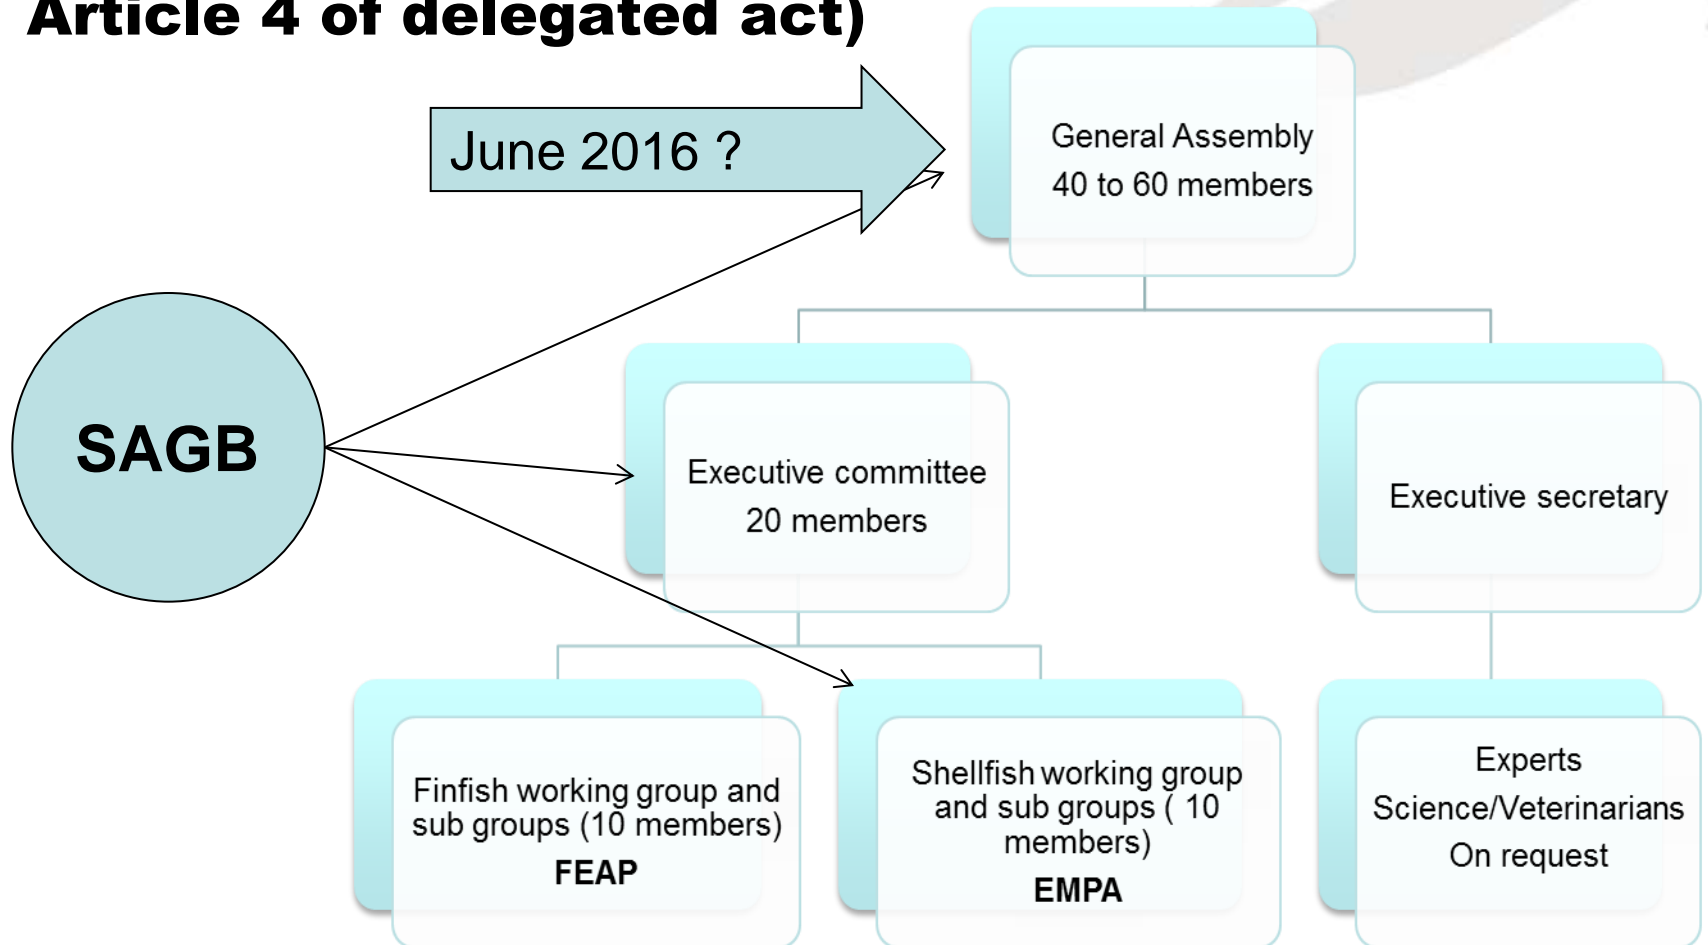 Article 4 of delegated act)
June 2016 ?
General Assembly
40 to 60 members
SAGB
Executive committee
20 members
Executive secretary
Finfish working group and
sub groups (10 members)
FEAP
Shellfish working group
and sub groups ( 10
members)
EMPA
Experts
Science/Veterinarians
On request